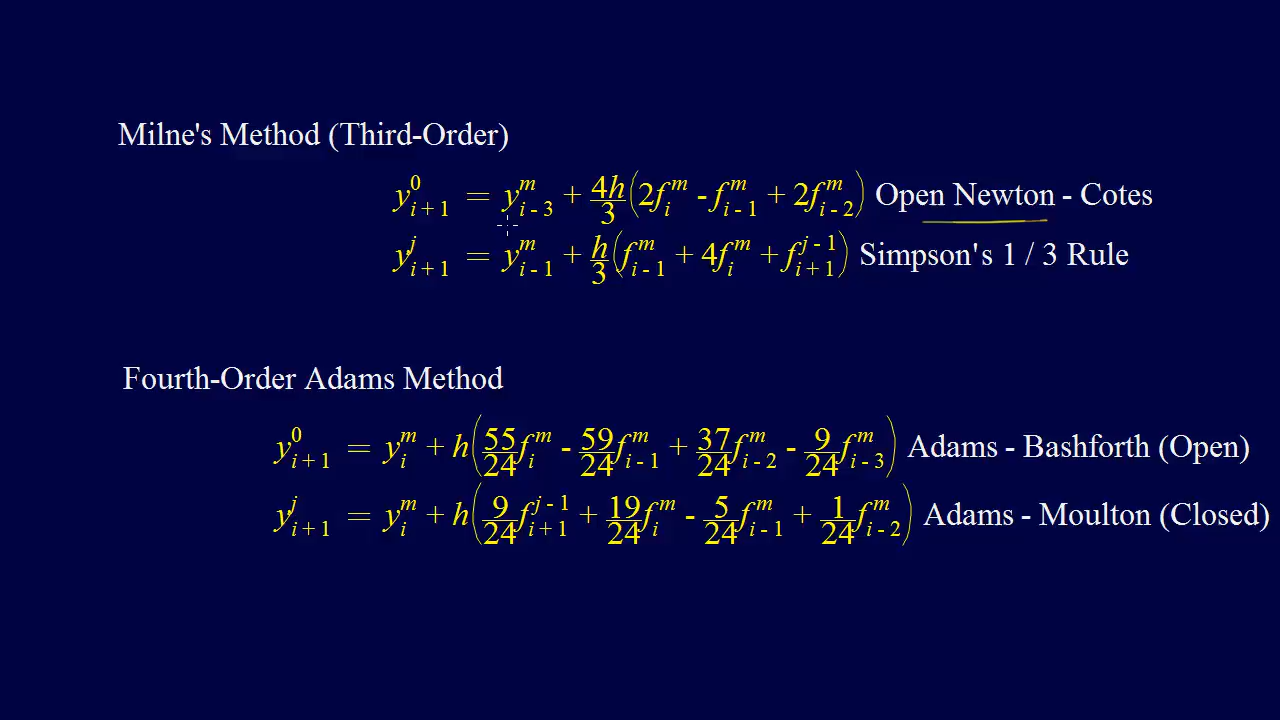 Milne's Method (Third-Order)
y^0_{i+1} = y^m_{i-3} + 4h/3 (2f^m_i - f^m_{i-1} + 2f^m_{i-2}) Open Newton - Cotes
y^j_{i+1} = y^m_{i-1} + h/3 (f^m_{i-1} + 4f^m_i + f^{j-1}_{i+1}) Simpson's 1 / 3 Rule
Fourth-Order Adams Method
y^0_{i+1} = y^m_i + h (55/24 f^m_i - 59/24 f^m_{i-1} + 37/24 f^m_{i-2} - 9/24 f^m_{i-3}) Adams - Bashforth (Open)
y^j_{i+1} = y^m_i + h (9/24 f^{j-1}_{i+1} + 19/24 f^m_i - 5/24 f^m_{i-1} + 1/24 f^m_{i-2}) Adams - Moulton (Closed)